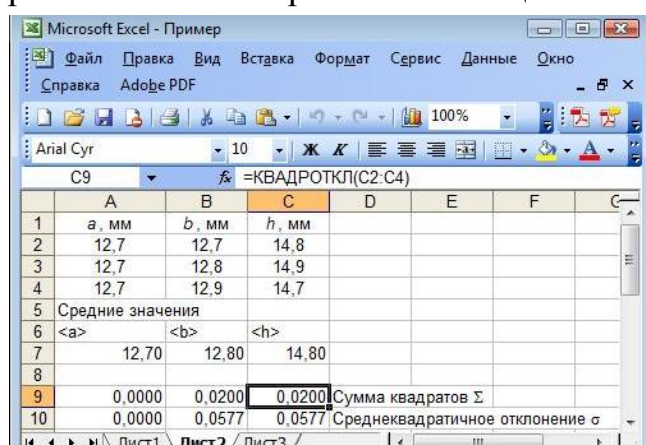 Microsoft Excel - Пример
Файл Правка Вид Вставка Формат Сервис Данные Окно
Справка Adobe PDF
100%
Arial Cyr 10 Ж К
C9 fx =КВАДРОТКЛ(C2:C4)
A B C D E F G
1 a, мм b, мм h, мм
2 12,7 12,7 14,8
3 12,7 12,8 14,9
4 12,7 12,9 14,7
5 Средние значения
6 <a> <b> <h>
7 12,70 12,80 14,80
8
9 0,0000 0,0200 0,0200 Сумма квадратов Σ
10 0,0000 0,0577 0,0577 Среднеквадратичное отклонение σ
Лист1 Лист2 Лист3